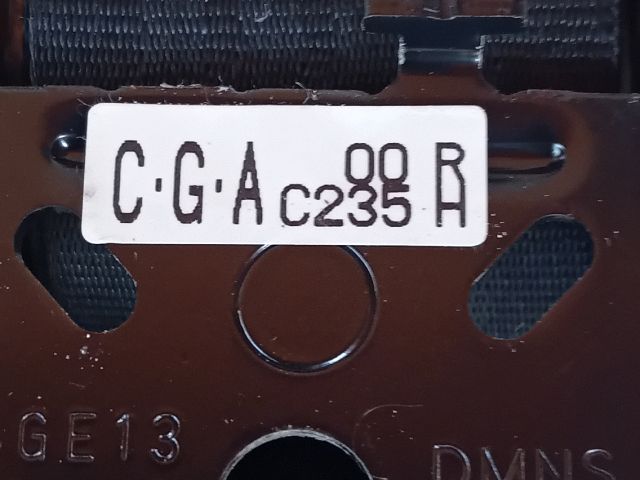 C·G·A 00 R
C235 H
GE13
DMNS